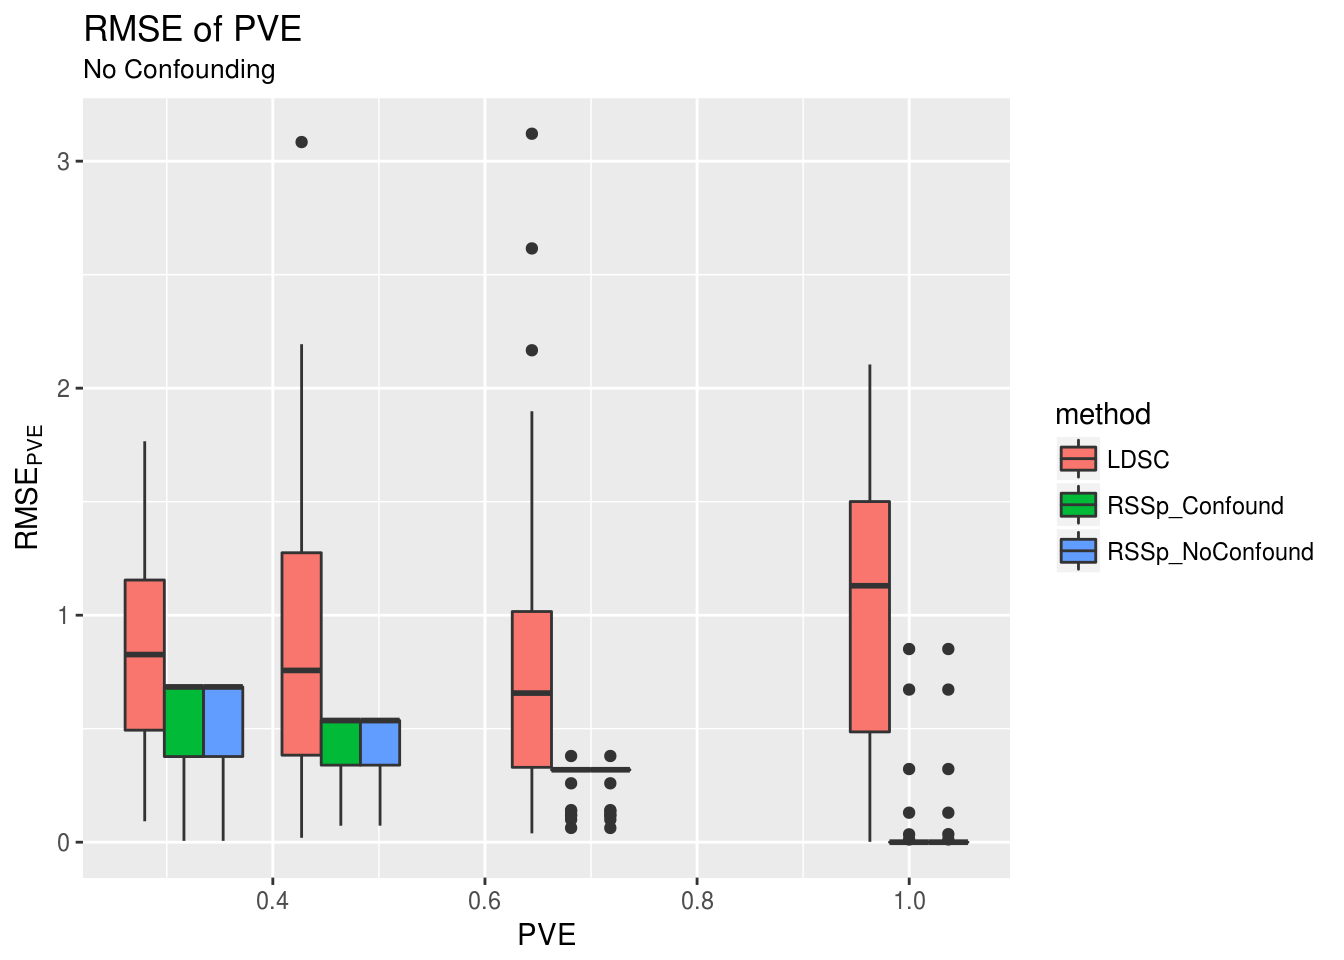 RMSE of PVE
No Confounding
3
2
1
0
RMSE_PVE
0.4 0.6 0.8 1.0
PVE
method
LDSC
RSSp_Confound
RSSp_NoConfound